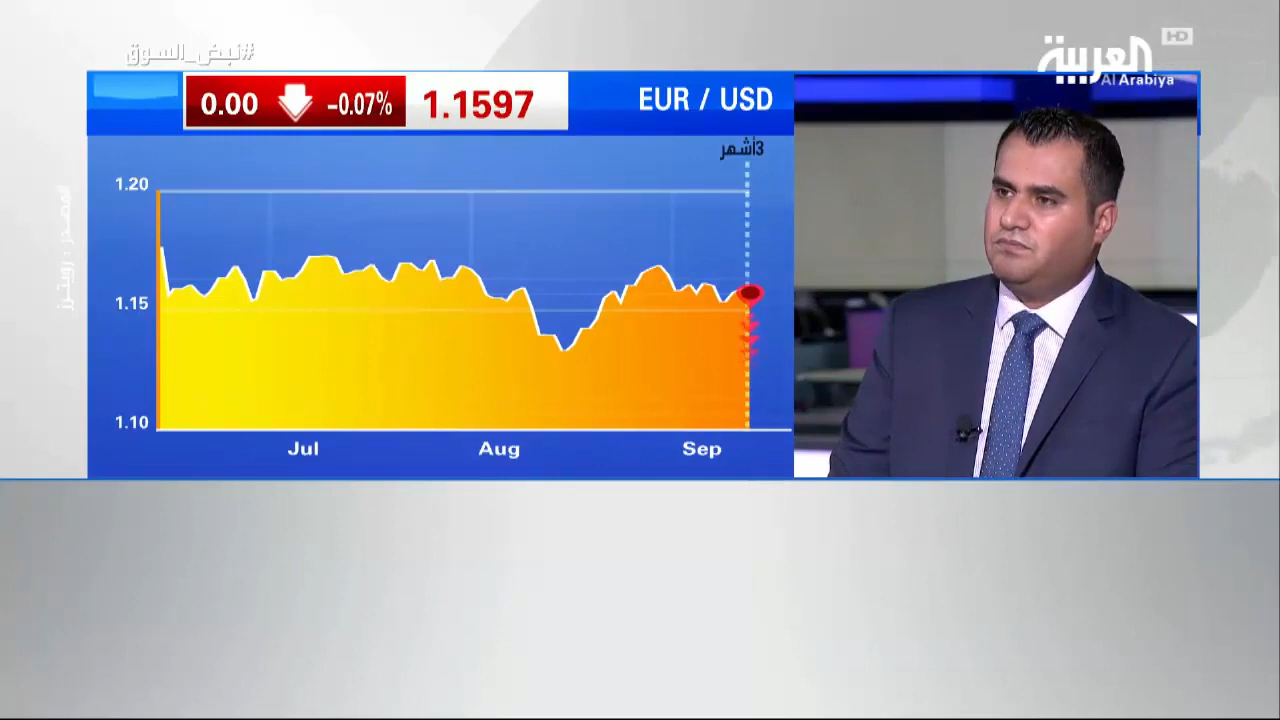 #نبض_السوق
HD
العربية
Al Arabiya
0.00 -0.07% 1.1597 EUR / USD
3أشهر
1.20
1.15
1.10
Jul Aug Sep
المصدر : رويترز